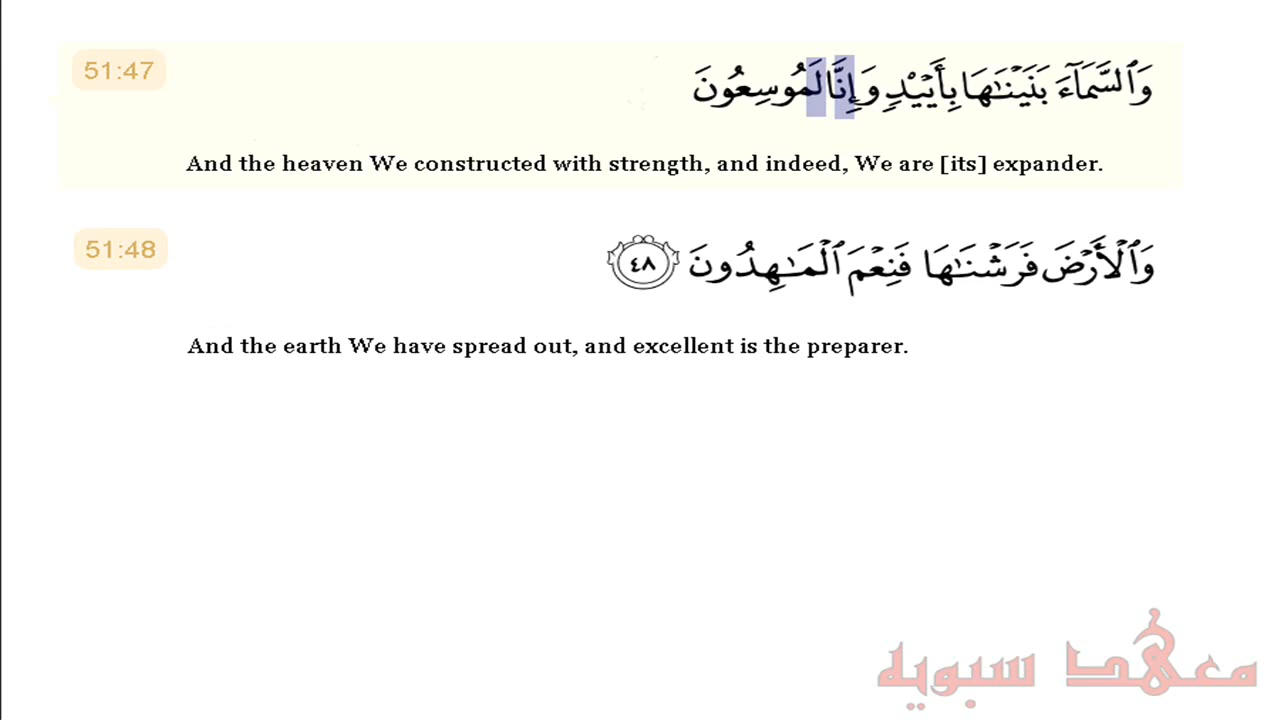 51:47
وَٱلسَّمَآءَ بَنَيْنَٰهَا بِأَيْي۟دٍ وَإِنَّا لَمُوسِعُونَ
And the heaven We constructed with strength, and indeed, We are [its] expander.
51:48
وَٱلْأَرْضَ فَرَشْنَٰهَا فَنِعْمَ ٱلْمَٰهِدُونَ ٤٨
And the earth We have spread out, and excellent is the preparer.
معهد سبويه